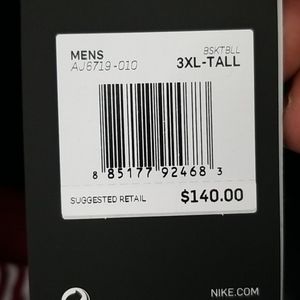 MENS BSKTBLL
AJ6719-010 3XL-TALL
8 85177 92468 3
SUGGESTED RETAIL $140.00
NIKE.COM